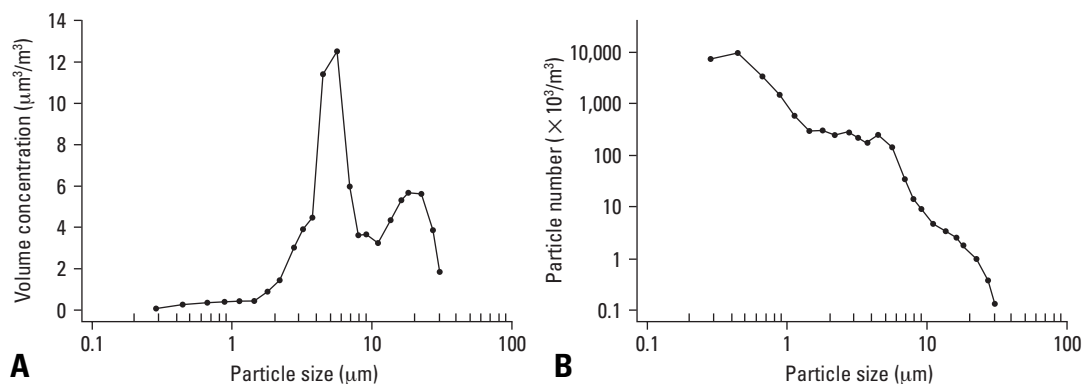 14
12
10
8
6
4
2
0
Volume concentration (μm³/m³)
0.1 1 10 100
Particle size (μm)
A
10,000
1,000
100
10
1
0.1
Particle number (× 10³/m³)
0.1 1 10 100
Particle size (μm)
B